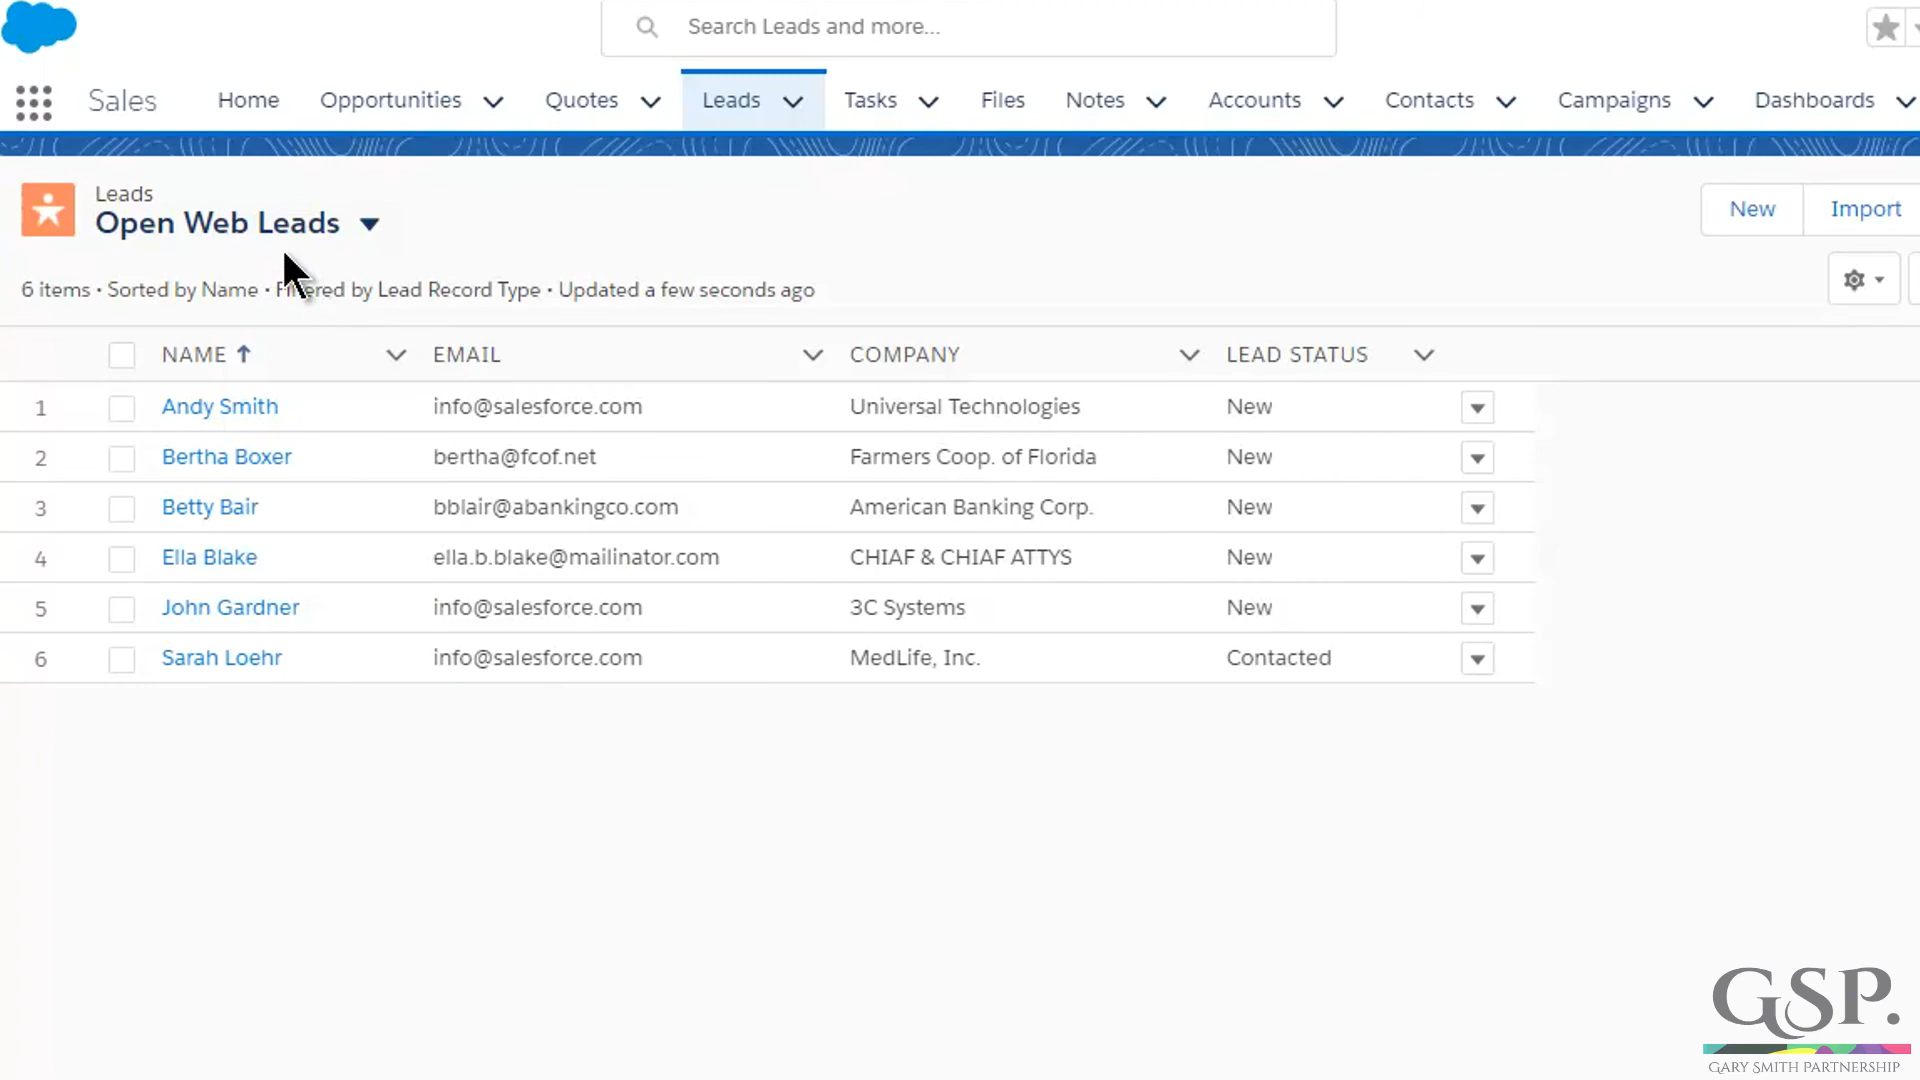 Search Leads and more...
Sales Home Opportunities Quotes Leads Tasks Files Notes Accounts Contacts Campaigns Dashboards
Leads
Open Web Leads
New Import
6 items • Sorted by Name • Filtered by Lead Record Type • Updated a few seconds ago
NAME EMAIL COMPANY LEAD STATUS
1 Andy Smith info@salesforce.com Universal Technologies New
2 Bertha Boxer bertha@fcof.net Farmers Coop. of Florida New
3 Betty Bair bblair@abankingco.com American Banking Corp. New
4 Ella Blake ella.b.blake@mailinator.com CHIAF & CHIAF ATTYS New
5 John Gardner info@salesforce.com 3C Systems New
6 Sarah Loehr info@salesforce.com MedLife, Inc. Contacted
GSP.
GARY SMITH PARTNERSHIP